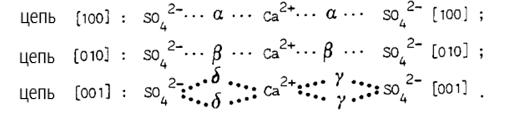 цепь [100] : SO₄²⁻··· α ··· Ca²⁺··· α ··· SO₄²⁻ [100] ;
цепь [010] : SO₄²⁻··· β ··· Ca²⁺··· β ··· SO₄²⁻ [010] ;
цепь [001] : SO₄²⁻ δ δ Ca²⁺ γ γ SO₄²⁻ [001] .